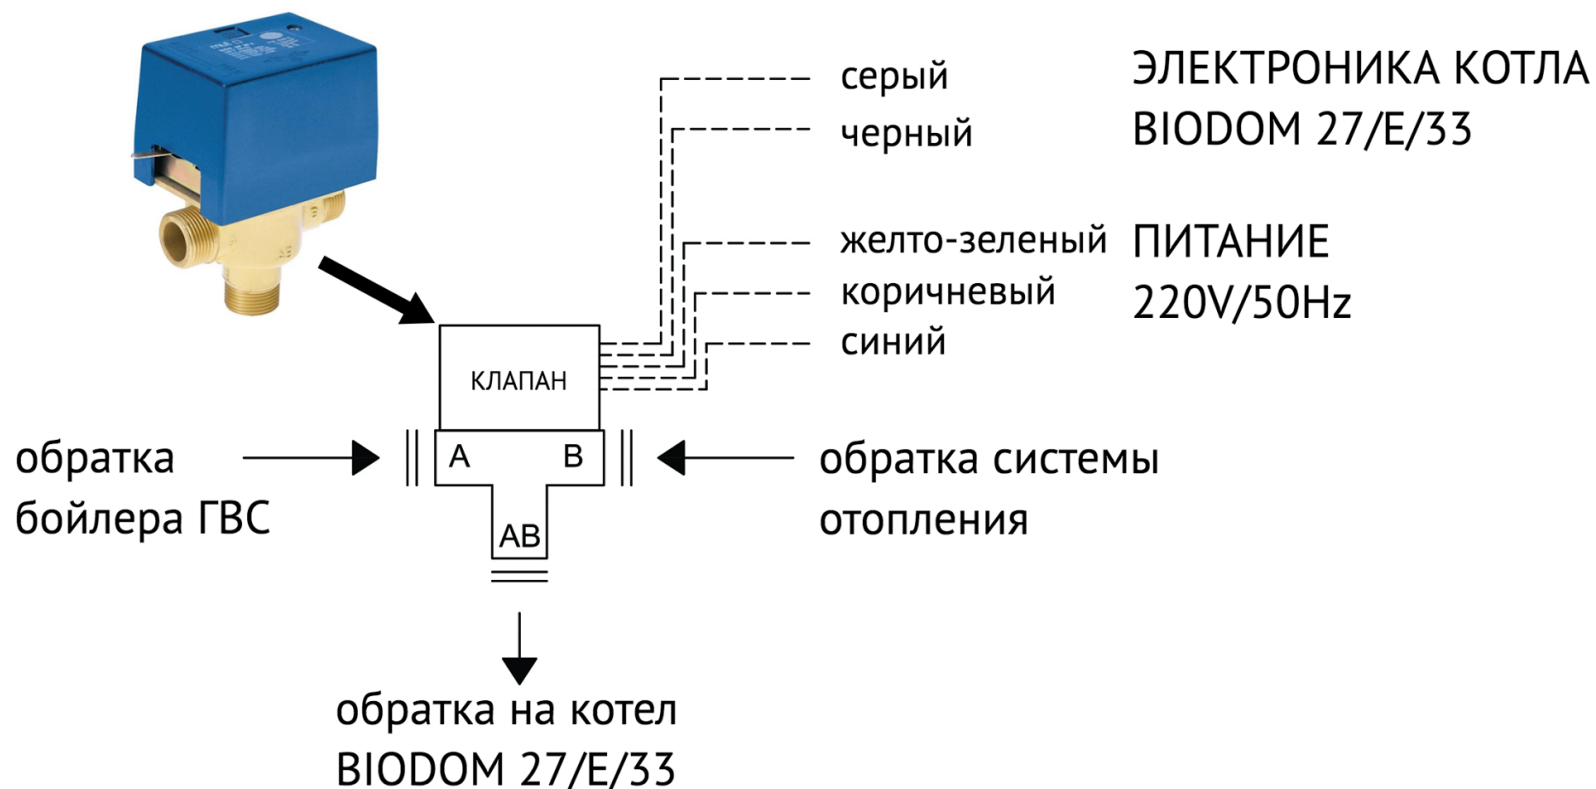 серый
черный
ЭЛЕКТРОНИКА КОТЛА
BIODOM 27/E/33
желто-зеленый
коричневый
синий
ПИТАНИЕ
220V/50Hz
КЛАПАН
A
B
AB
обратка
бойлера ГВС
обратка системы
отопления
обратка на котел
BIODOM 27/E/33